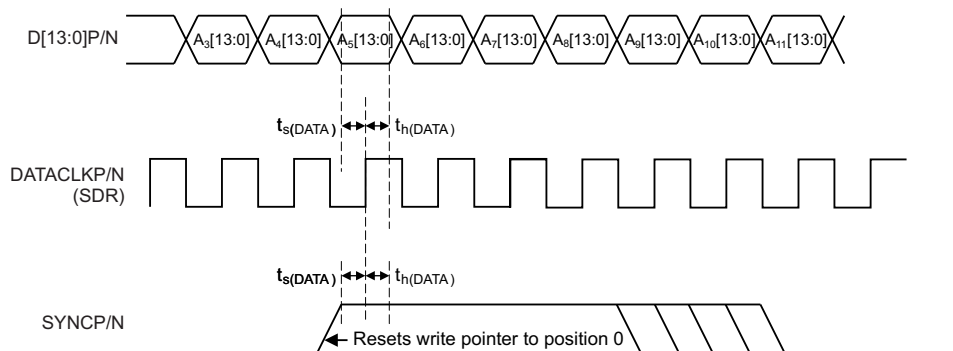 D[13:0]P/N
A3[13:0] A4[13:0] A5[13:0] A6[13:0] A7[13:0] A8[13:0] A9[13:0] A10[13:0] A11[13:0]
ts(DATA) th(DATA)
DATACLKP/N
(SDR)
ts(DATA) th(DATA)
SYNCP/N
Resets write pointer to position 0